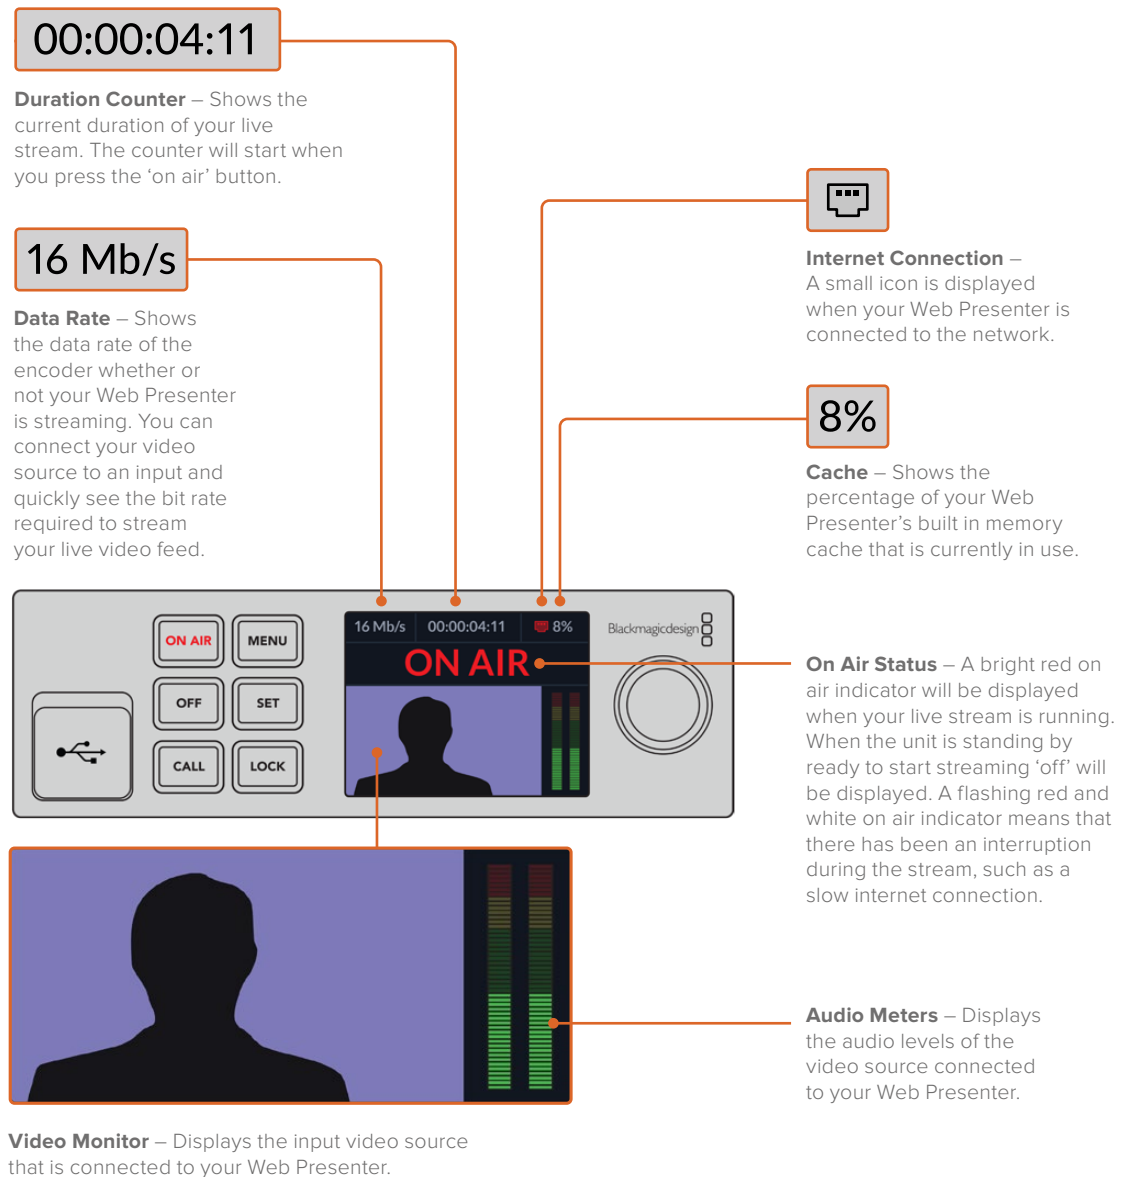 00:00:04:11
Duration Counter – Shows the
current duration of your live
stream. The counter will start when
you press the ‘on air’ button.
16 Mb/s
Data Rate – Shows
the data rate of the
encoder whether or
not your Web Presenter
is streaming. You can
connect your video
source to an input and
quickly see the bit rate
required to stream
your live video feed.
Internet Connection –
A small icon is displayed
when your Web Presenter is
connected to the network.
8%
Cache – Shows the
percentage of your Web
Presenter’s built in memory
cache that is currently in use.
ON AIR
MENU
OFF
SET
CALL
LOCK
16 Mb/s 00:00:04:11 8%
ON AIR
Blackmagicdesign
On Air Status – A bright red on
air indicator will be displayed
when your live stream is running.
When the unit is standing by
ready to start streaming ‘off’ will
be displayed. A flashing red and
white on air indicator means that
there has been an interruption
during the stream, such as a
slow internet connection.
Audio Meters – Displays
the audio levels of the
video source connected
to your Web Presenter.
Video Monitor – Displays the input video source
that is connected to your Web Presenter.